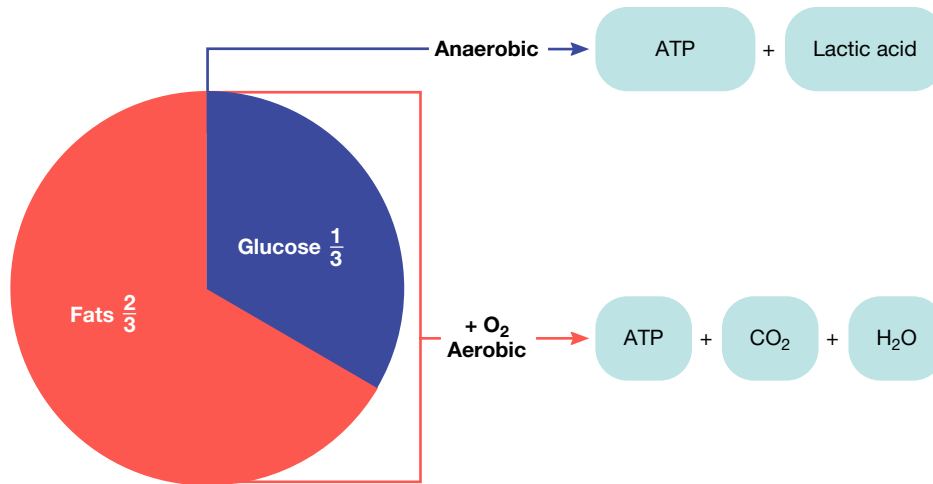 Anaerobic
ATP
+
Lactic acid
Glucose 1/3
Fats 2/3
+ O₂
Aerobic
ATP
+
CO₂
+
H₂O